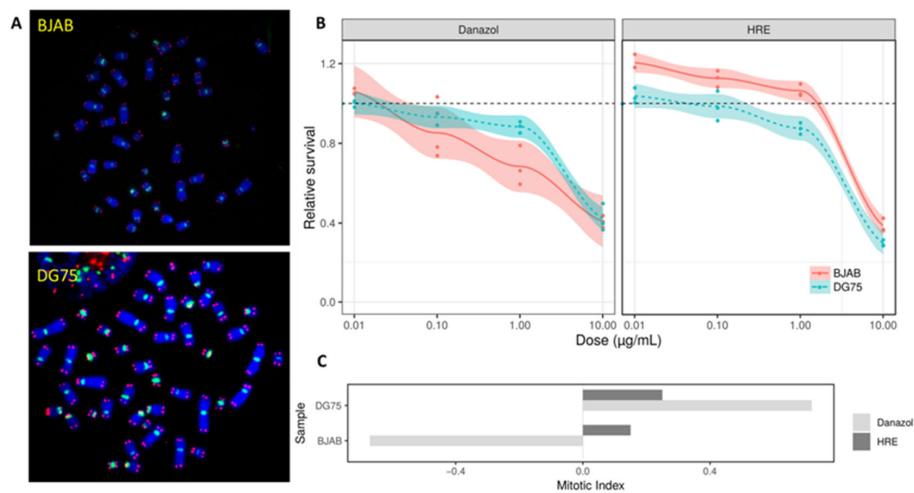 A
BJAB
DG75
B
Danazol
HRE
Relative survival
1.2
0.8
0.4
0.0
0.01
0.10
1.00
10.00
0.01
0.10
1.00
10.00
Dose (µg/mL)
BJAB
DG75
C
Sample
DG75
BJAB
-0.4
0.0
0.4
Mitotic Index
Danazol
HRE